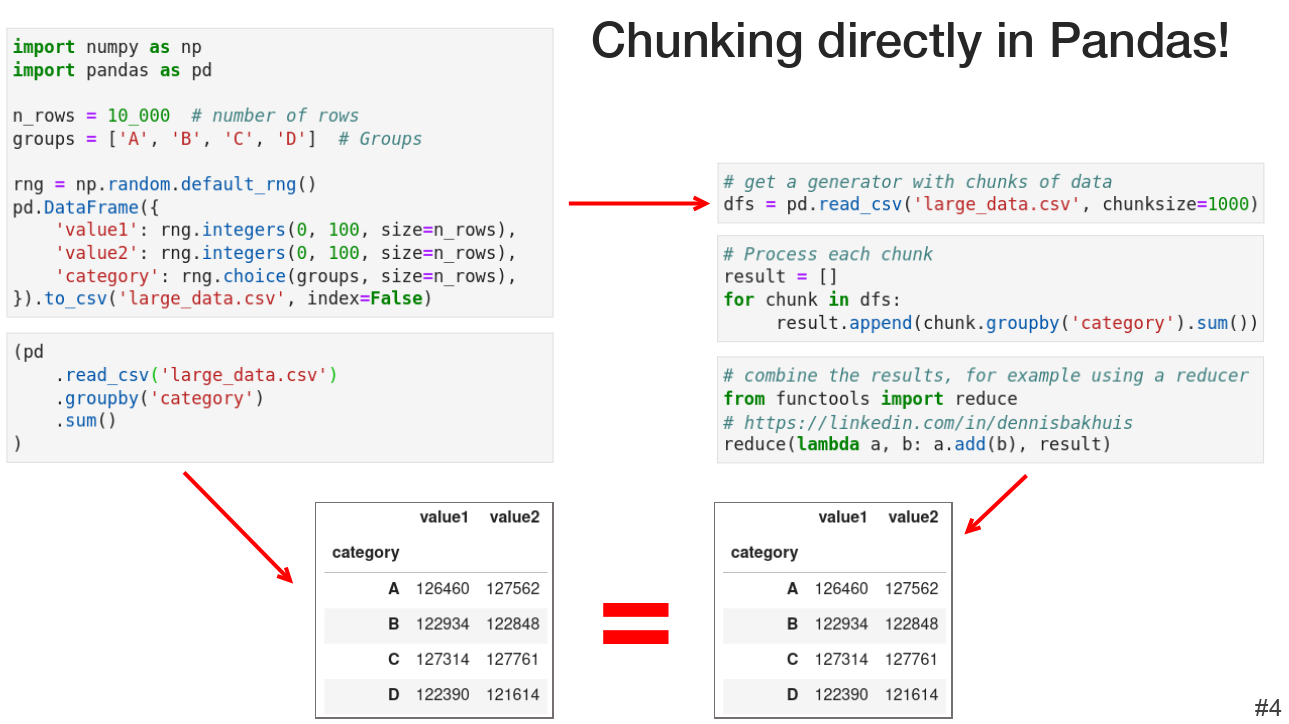 Chunking directly in Pandas!
import numpy as np
import pandas as pd
n_rows = 10_000  # number of rows
groups = ['A', 'B', 'C', 'D']  # Groups
rng = np.random.default_rng()
pd.DataFrame({
    'value1': rng.integers(0, 100, size=n_rows),
    'value2': rng.integers(0, 100, size=n_rows),
    'category': rng.choice(groups, size=n_rows),
}).to_csv('large_data.csv', index=False)
(pd
    .read_csv('large_data.csv')
    .groupby('category')
    .sum()
)
# get a generator with chunks of data
dfs = pd.read_csv('large_data.csv', chunksize=1000)
# Process each chunk
result = []
for chunk in dfs:
     result.append(chunk.groupby('category').sum())
# combine the results, for example using a reducer
from functools import reduce
# https://linkedin.com/in/dennisbakhuis
reduce(lambda a, b: a.add(b), result)
value1 value2
category
A 126460 127562
B 122934 122848
C 127314 127761
D 122390 121614
=
value1 value2
category
A 126460 127562
B 122934 122848
C 127314 127761
D 122390 121614
#4